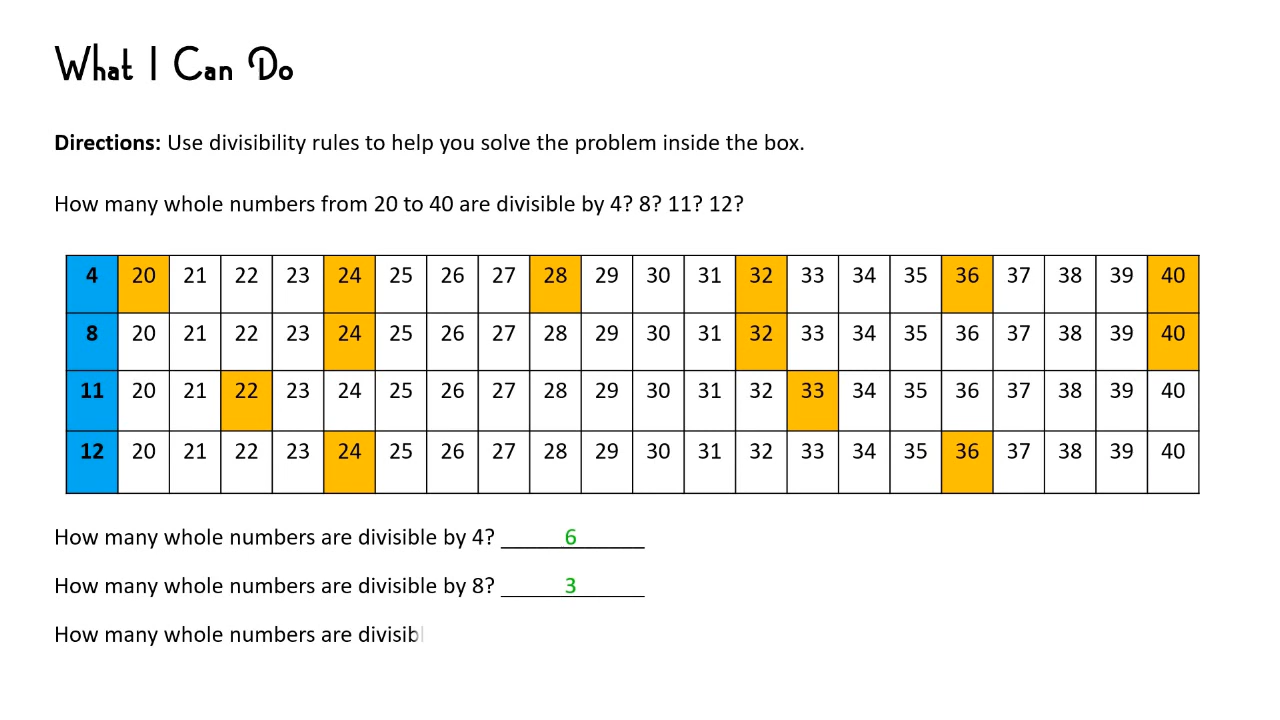 What I Can Do
Directions: Use divisibility rules to help you solve the problem inside the box.
How many whole numbers from 20 to 40 are divisible by 4? 8? 11? 12?
4 20 21 22 23 24 25 26 27 28 29 30 31 32 33 34 35 36 37 38 39 40
8 20 21 22 23 24 25 26 27 28 29 30 31 32 33 34 35 36 37 38 39 40
11 20 21 22 23 24 25 26 27 28 29 30 31 32 33 34 35 36 37 38 39 40
12 20 21 22 23 24 25 26 27 28 29 30 31 32 33 34 35 36 37 38 39 40
How many whole numbers are divisible by 4? ______6______
How many whole numbers are divisible by 8? ______3______
How many whole numbers are divisibl